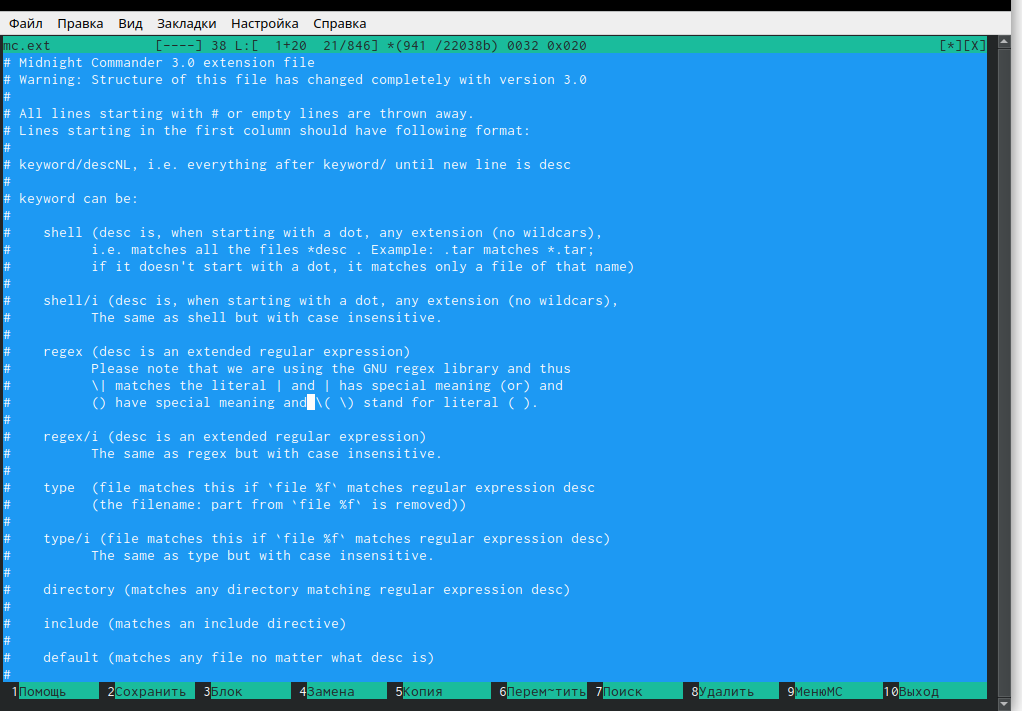 Файл Правка Вид Закладки Настройка Справка
mc.ext [----] 38 L:[ 1+20 21/846] *(941 /22038b) 0032 0x020 [*][X]
# Midnight Commander 3.0 extension file
# Warning: Structure of this file has changed completely with version 3.0
#
# All lines starting with # or empty lines are thrown away.
# Lines starting in the first column should have following format:
#
# keyword/descNL, i.e. everything after keyword/ until new line is desc
#
# keyword can be:
#
# shell (desc is, when starting with a dot, any extension (no wildcars),
# i.e. matches all the files *desc . Example: .tar matches *.tar;
# if it doesn't start with a dot, it matches only a file of that name)
#
# shell/i (desc is, when starting with a dot, any extension (no wildcars),
# The same as shell but with case insensitive.
#
# regex (desc is an extended regular expression)
# Please note that we are using the GNU regex library and thus
# \| matches the literal | and | has special meaning (or) and
# () have special meaning and \( \) stand for literal ( ).
#
# regex/i (desc is an extended regular expression)
# The same as regex but with case insensitive.
#
# type (file matches this if `file %f` matches regular expression desc
# (the filename: part from `file %f` is removed))
#
# type/i (file matches this if `file %f` matches regular expression desc)
# The same as type but with case insensitive.
#
# directory (matches any directory matching regular expression desc)
#
# include (matches an include directive)
#
# default (matches any file no matter what desc is)
#
1Помощь 2Сохранить 3Блок 4Замена 5Копия 6Перем~тить 7Поиск 8Удалить 9МенюMC 10Выход